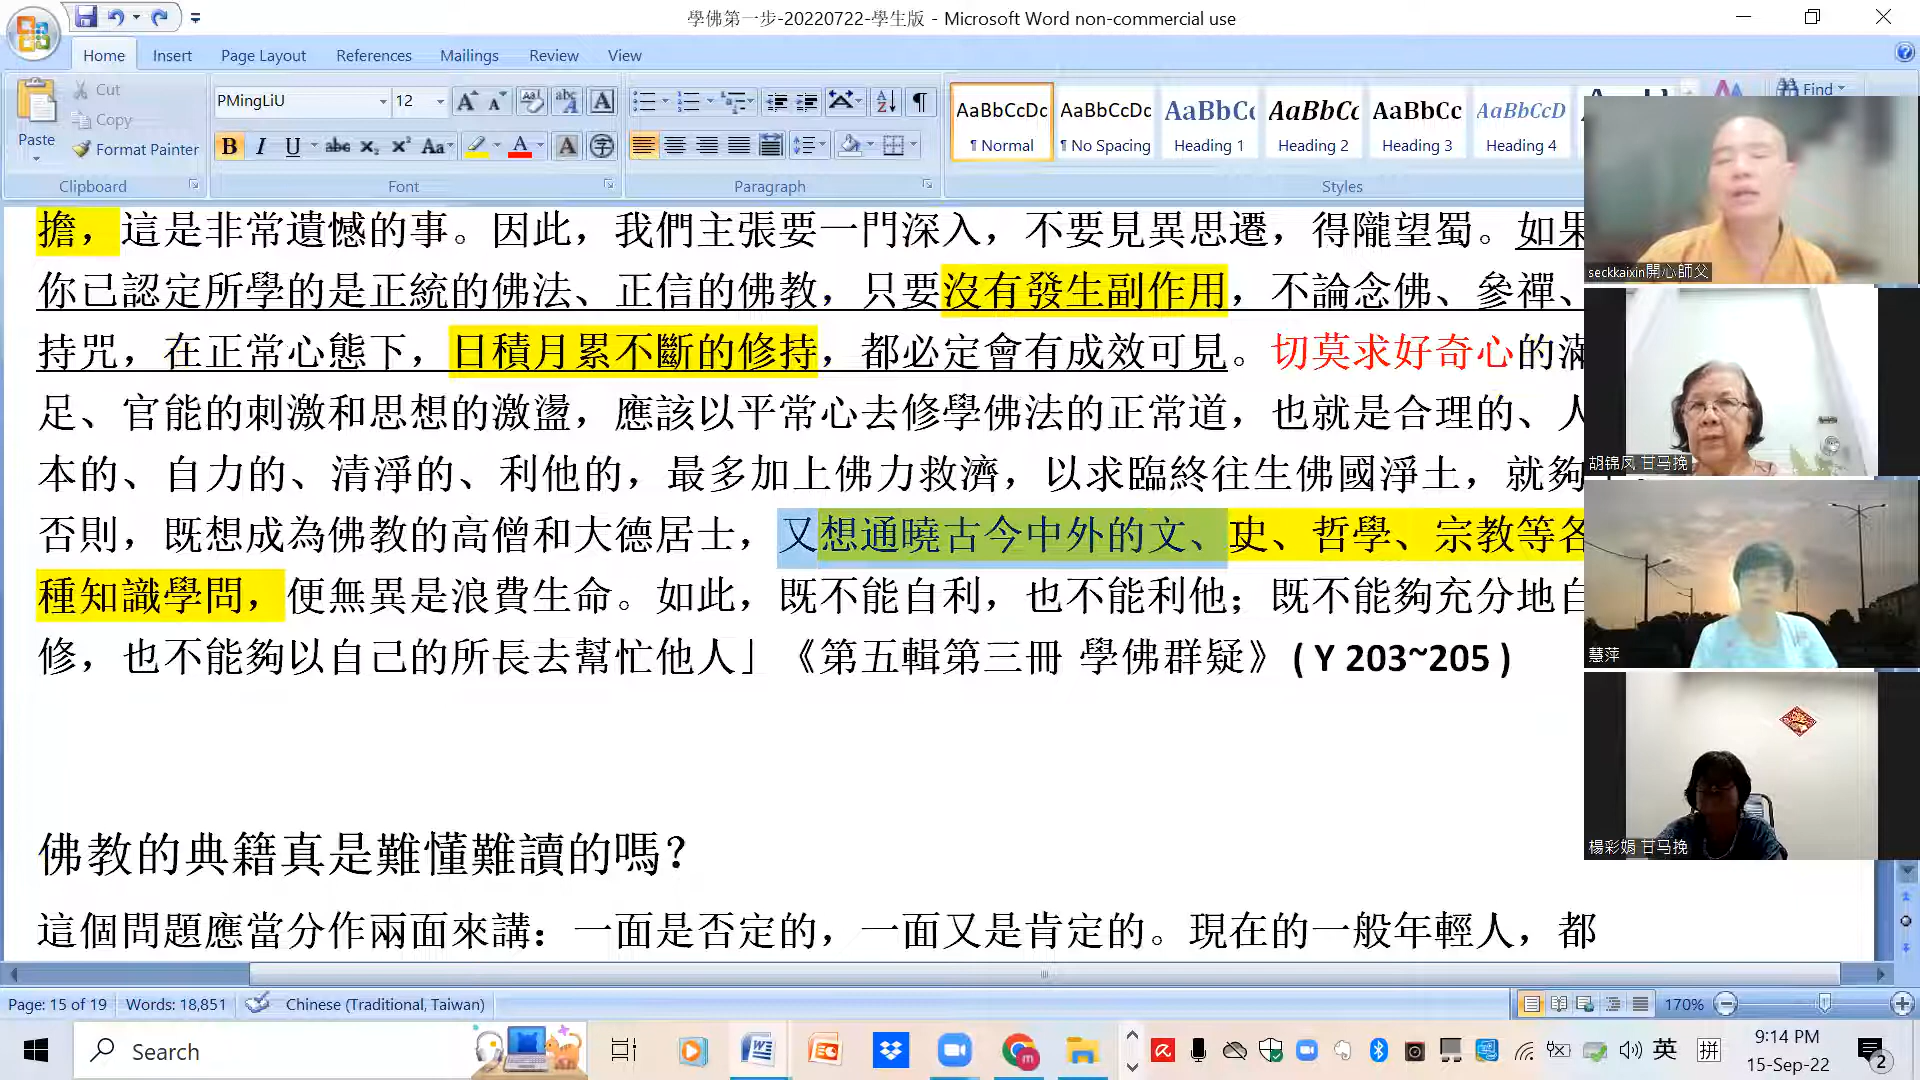 學佛第一步-20220722-學生版 - Microsoft Word non-commercial use
Home Insert Page Layout References Mailings Review View
Paste
Cut
Copy
Format Painter
Clipboard
PMingLiU 12
Font
Paragraph
AaBbCcDc AaBbCcDc AaBbCc AaBbCc AaBbCc AaBbCcD
¶ Normal ¶ No Spacing Heading 1 Heading 2 Heading 3 Heading 4
Styles
Find
擔，這是非常遺憾的事。因此，我們主張要一門深入，不要見異思遷，得隴望蜀。如果
你已認定所學的是正統的佛法、正信的佛教，只要沒有發生副作用，不論念佛、參禪、
持咒，在正常心態下，日積月累不斷的修持，都必定會有成效可見。切莫求好奇心的滿
足、官能的刺激和思想的激盪，應該以平常心去修學佛法的正常道，也就是合理的、人
本的、自力的、清淨的、利他的，最多加上佛力救濟，以求臨終往生佛國淨土，就夠
否則，既想成為佛教的高僧和大德居士，又想通曉古今中外的文、史、哲學、宗教等各
種知識學問，便無異是浪費生命。如此，既不能自利，也不能利他；既不能夠充分地自
修，也不能夠以自己的所長去幫忙他人」《第五輯第三冊 學佛群疑》( Y 203~205 )
佛教的典籍真是難懂難讀的嗎？
這個問題應當分作兩面來講：一面是否定的，一面又是肯定的。現在的一般年輕人，都
seckkaixin開心師父
胡锦凤 甘马挽
慧萍
楊彩娟 甘马挽
Page: 15 of 19 Words: 18,851 Chinese (Traditional, Taiwan) 170%
Search
英 拼
9:14 PM
15-Sep-22
2